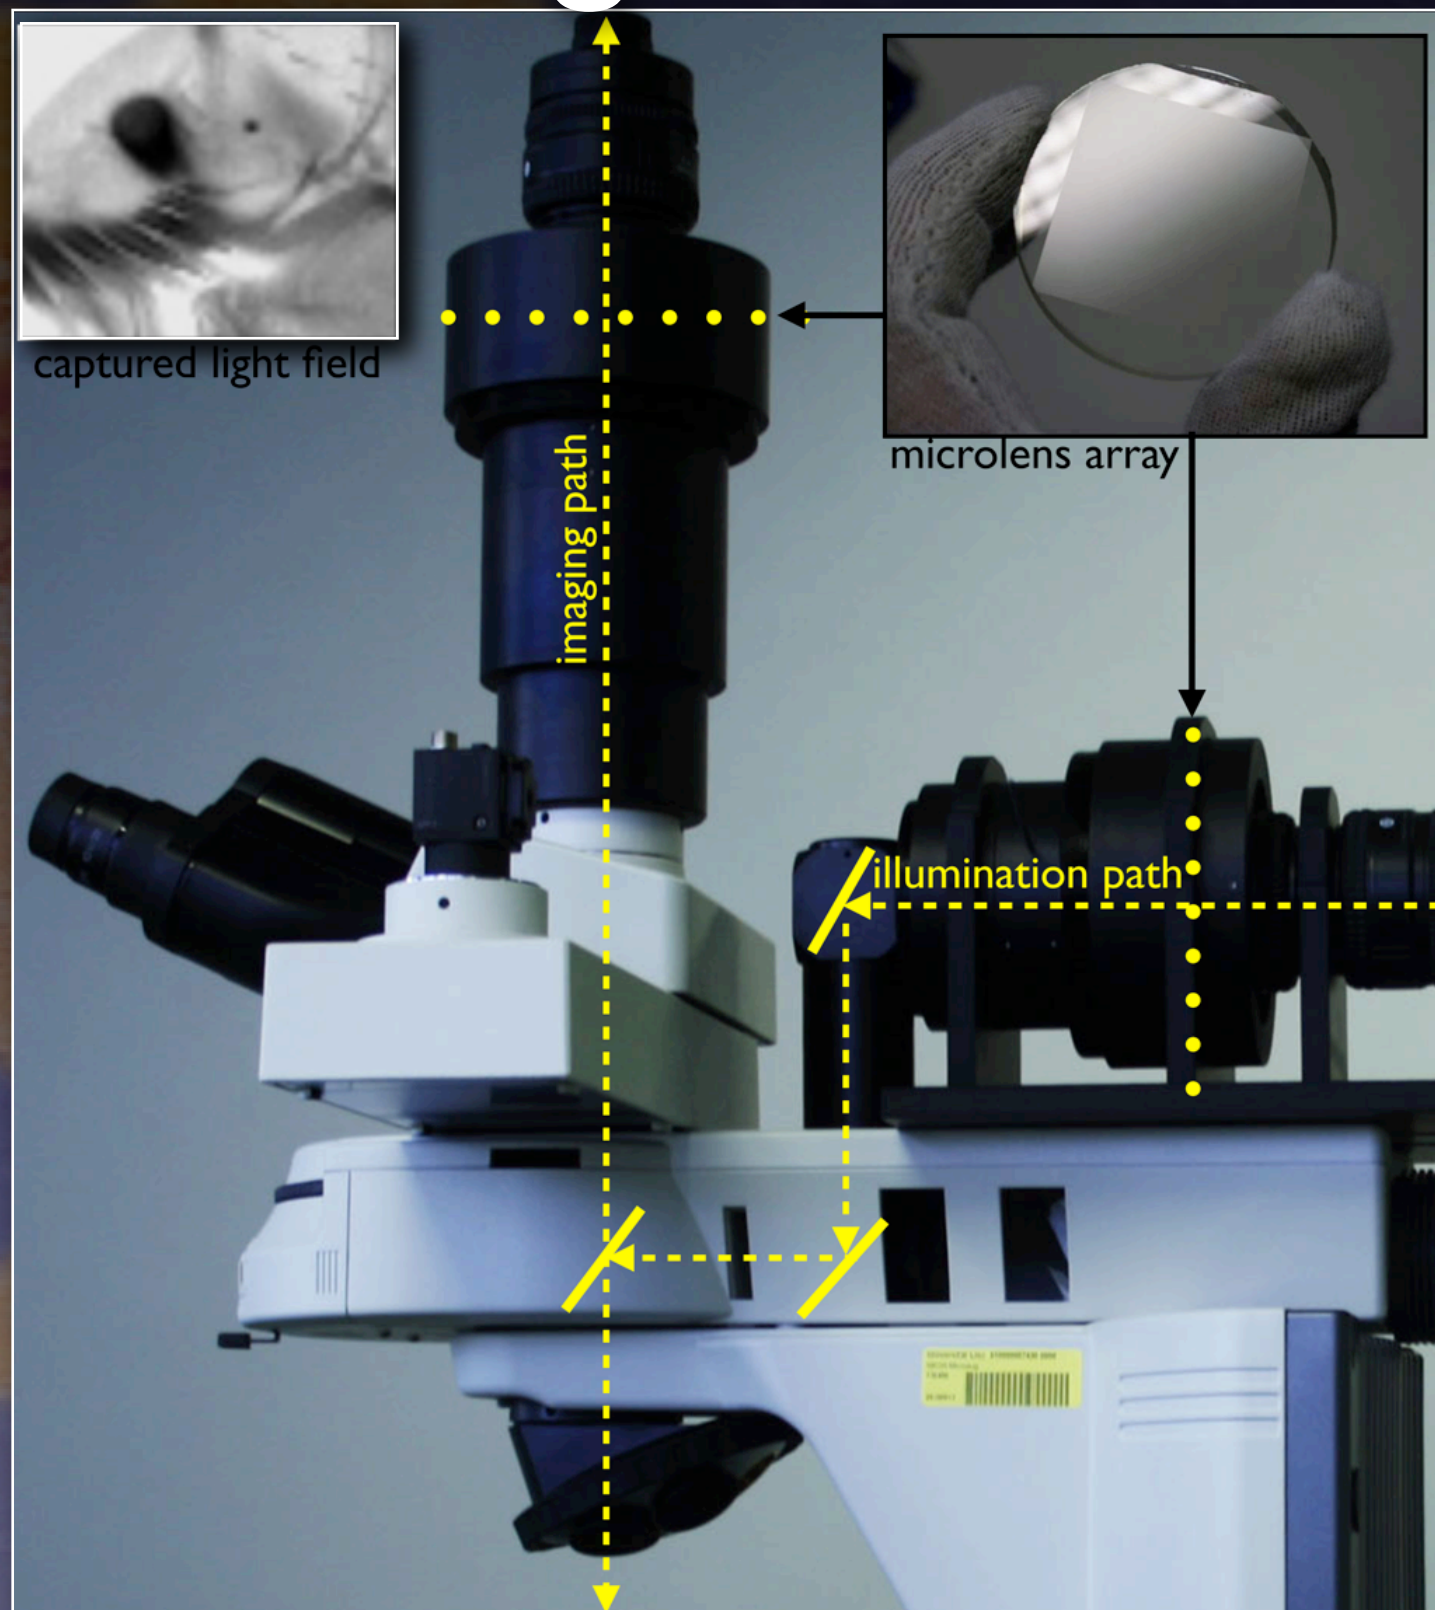 captured light field
microlens array
imaging path
illumination path